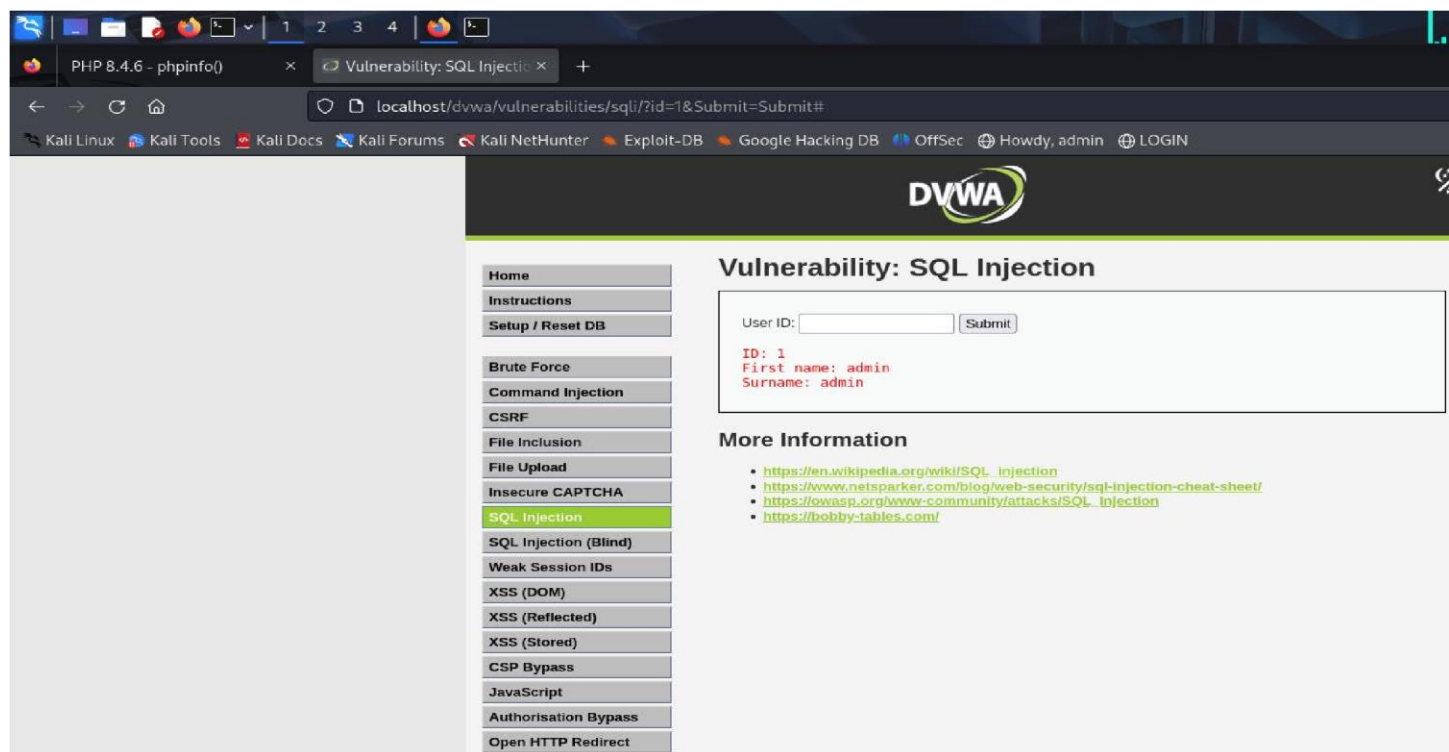 1 2 3 4
PHP 8.4.6 - phpinfo() × Vulnerability: SQL Injectio × +
localhost/dvwa/vulnerabilities/sqli/?id=1&Submit=Submit#
Kali Linux Kali Tools Kali Docs Kali Forums Kali NetHunter Exploit-DB Google Hacking DB OffSec Howdy, admin LOGIN
DVWA
Vulnerability: SQL Injection
Home
Instructions
Setup / Reset DB
Brute Force
Command Injection
CSRF
File Inclusion
File Upload
Insecure CAPTCHA
SQL Injection
SQL Injection (Blind)
Weak Session IDs
XSS (DOM)
XSS (Reflected)
XSS (Stored)
CSP Bypass
JavaScript
Authorisation Bypass
Open HTTP Redirect
User ID: Submit
ID: 1
First name: admin
Surname: admin
More Information
• https://en.wikipedia.org/wiki/SQL_injection
• https://www.netsparker.com/blog/web-security/sql-injection-cheat-sheet/
• https://owasp.org/www-community/attacks/SQL_Injection
• https://bobby-tables.com/